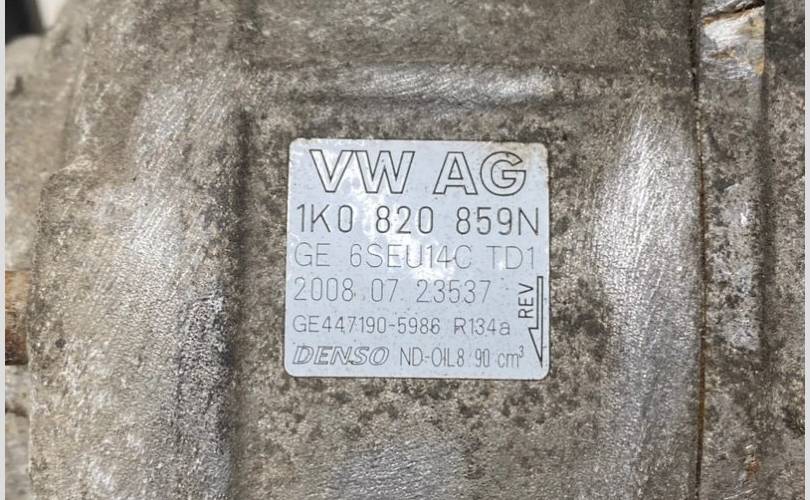 VW AG
1K0 820 859N
GE 6SEU14C TD1
2008 07 23537
REV
GE447190-5986 R134a
DENSO ND-OIL8 90 cm³